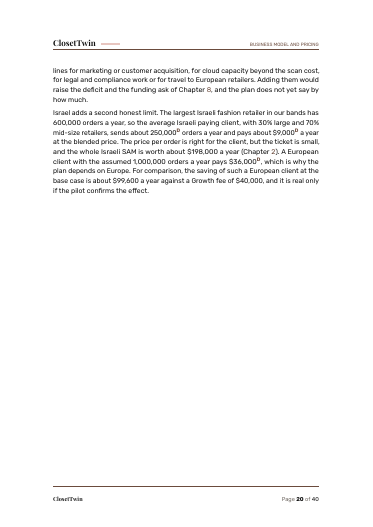 ClosetTwin
BUSINESS MODEL AND PRICING
lines for marketing or customer acquisition, for cloud capacity beyond the scan cost,
for legal and compliance work or for travel to European retailers. Adding them would
raise the deficit and the funding ask of Chapter 8, and the plan does not yet say by
how much.
Israel adds a second honest limit. The largest Israeli fashion retailer in our bands has
600,000 orders a year, so the average Israeli paying client, with 30% large and 70%
mid-size retailers, sends about 250,000ᴰ orders a year and pays about $9,000ᴰ a year
at the blended price. The price per order is right for the client, but the ticket is small,
and the whole Israeli SAM is worth about $198,000 a year (Chapter 2). A European
client with the assumed 1,000,000 orders a year pays $36,000ᴰ, which is why the
plan depends on Europe. For comparison, the saving of such a European client at the
base case is about $99,600 a year against a Growth fee of $40,000, and it is real only
if the pilot confirms the effect.
ClosetTwin
Page 20 of 40